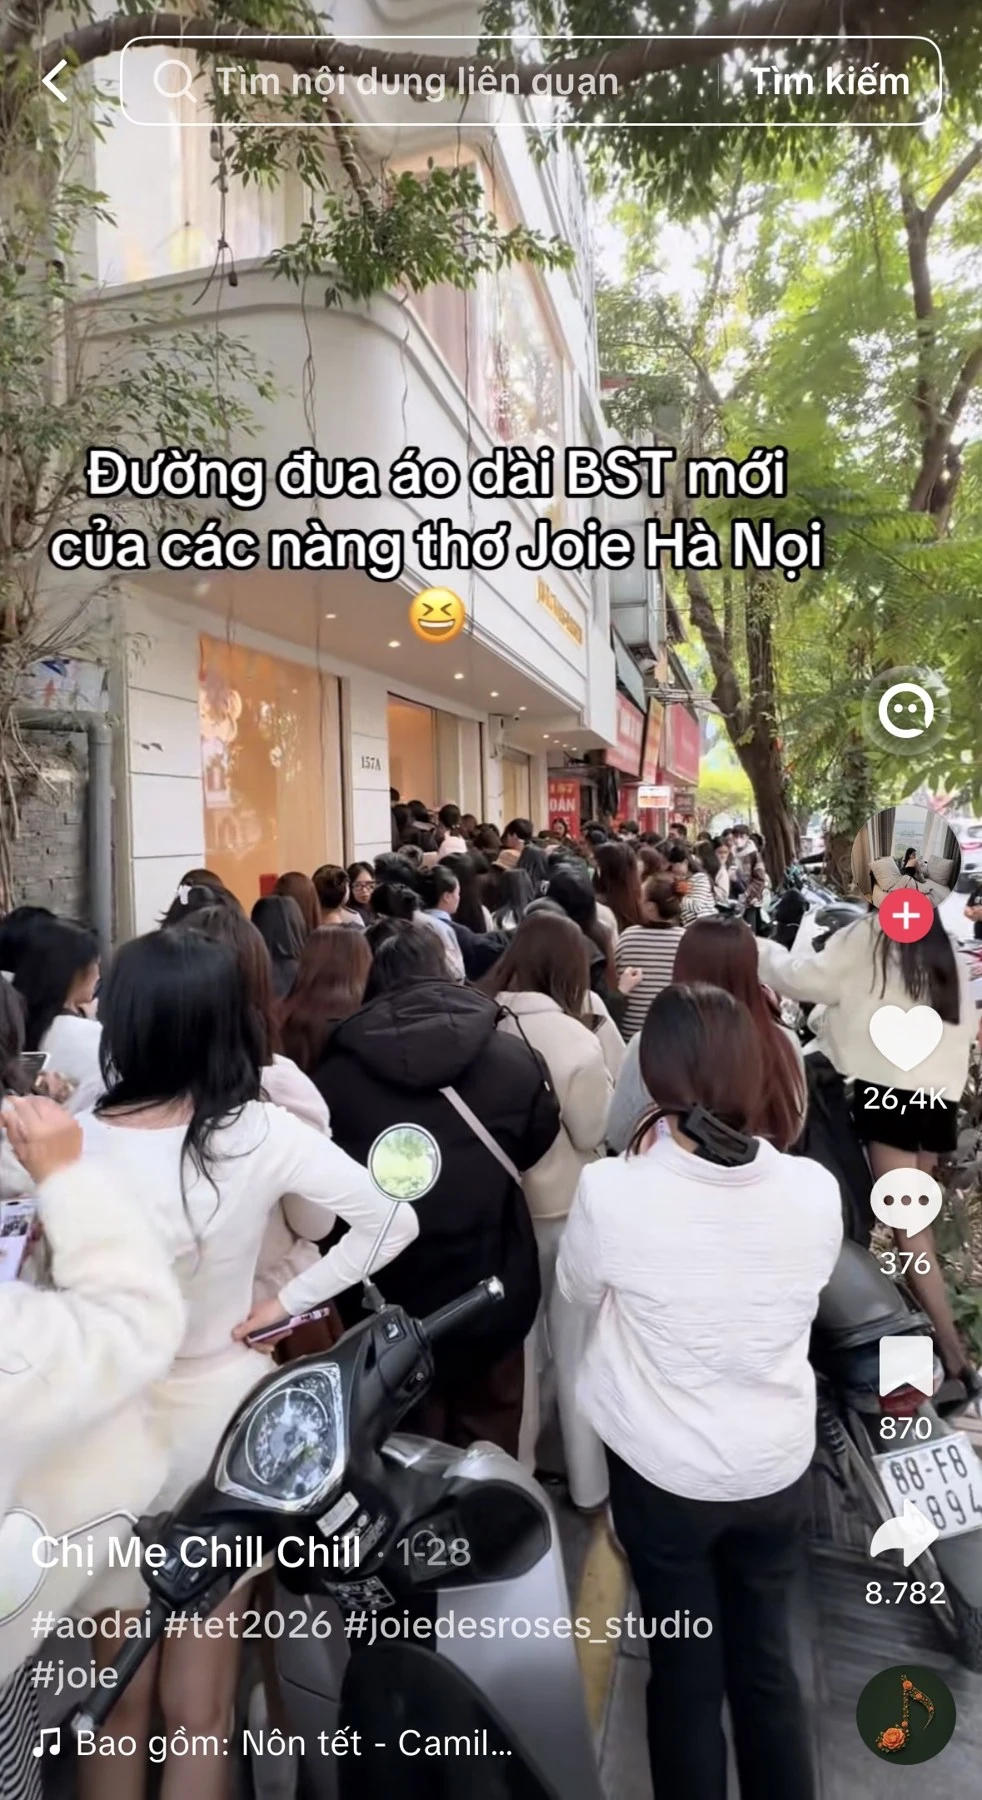 Tìm nội dung liên quan
Tìm kiếm
Đường đua áo dài BST mới
của các nàng thơ Joie Hà Nọi
157A
26,4K
376
870
88-F8
8.782
Chị Mẹ Chill Chill · 1-28
#aodai #tet2026 #joiedesroses_studio
#joie
Bao gồm: Nôn tết - Camil...